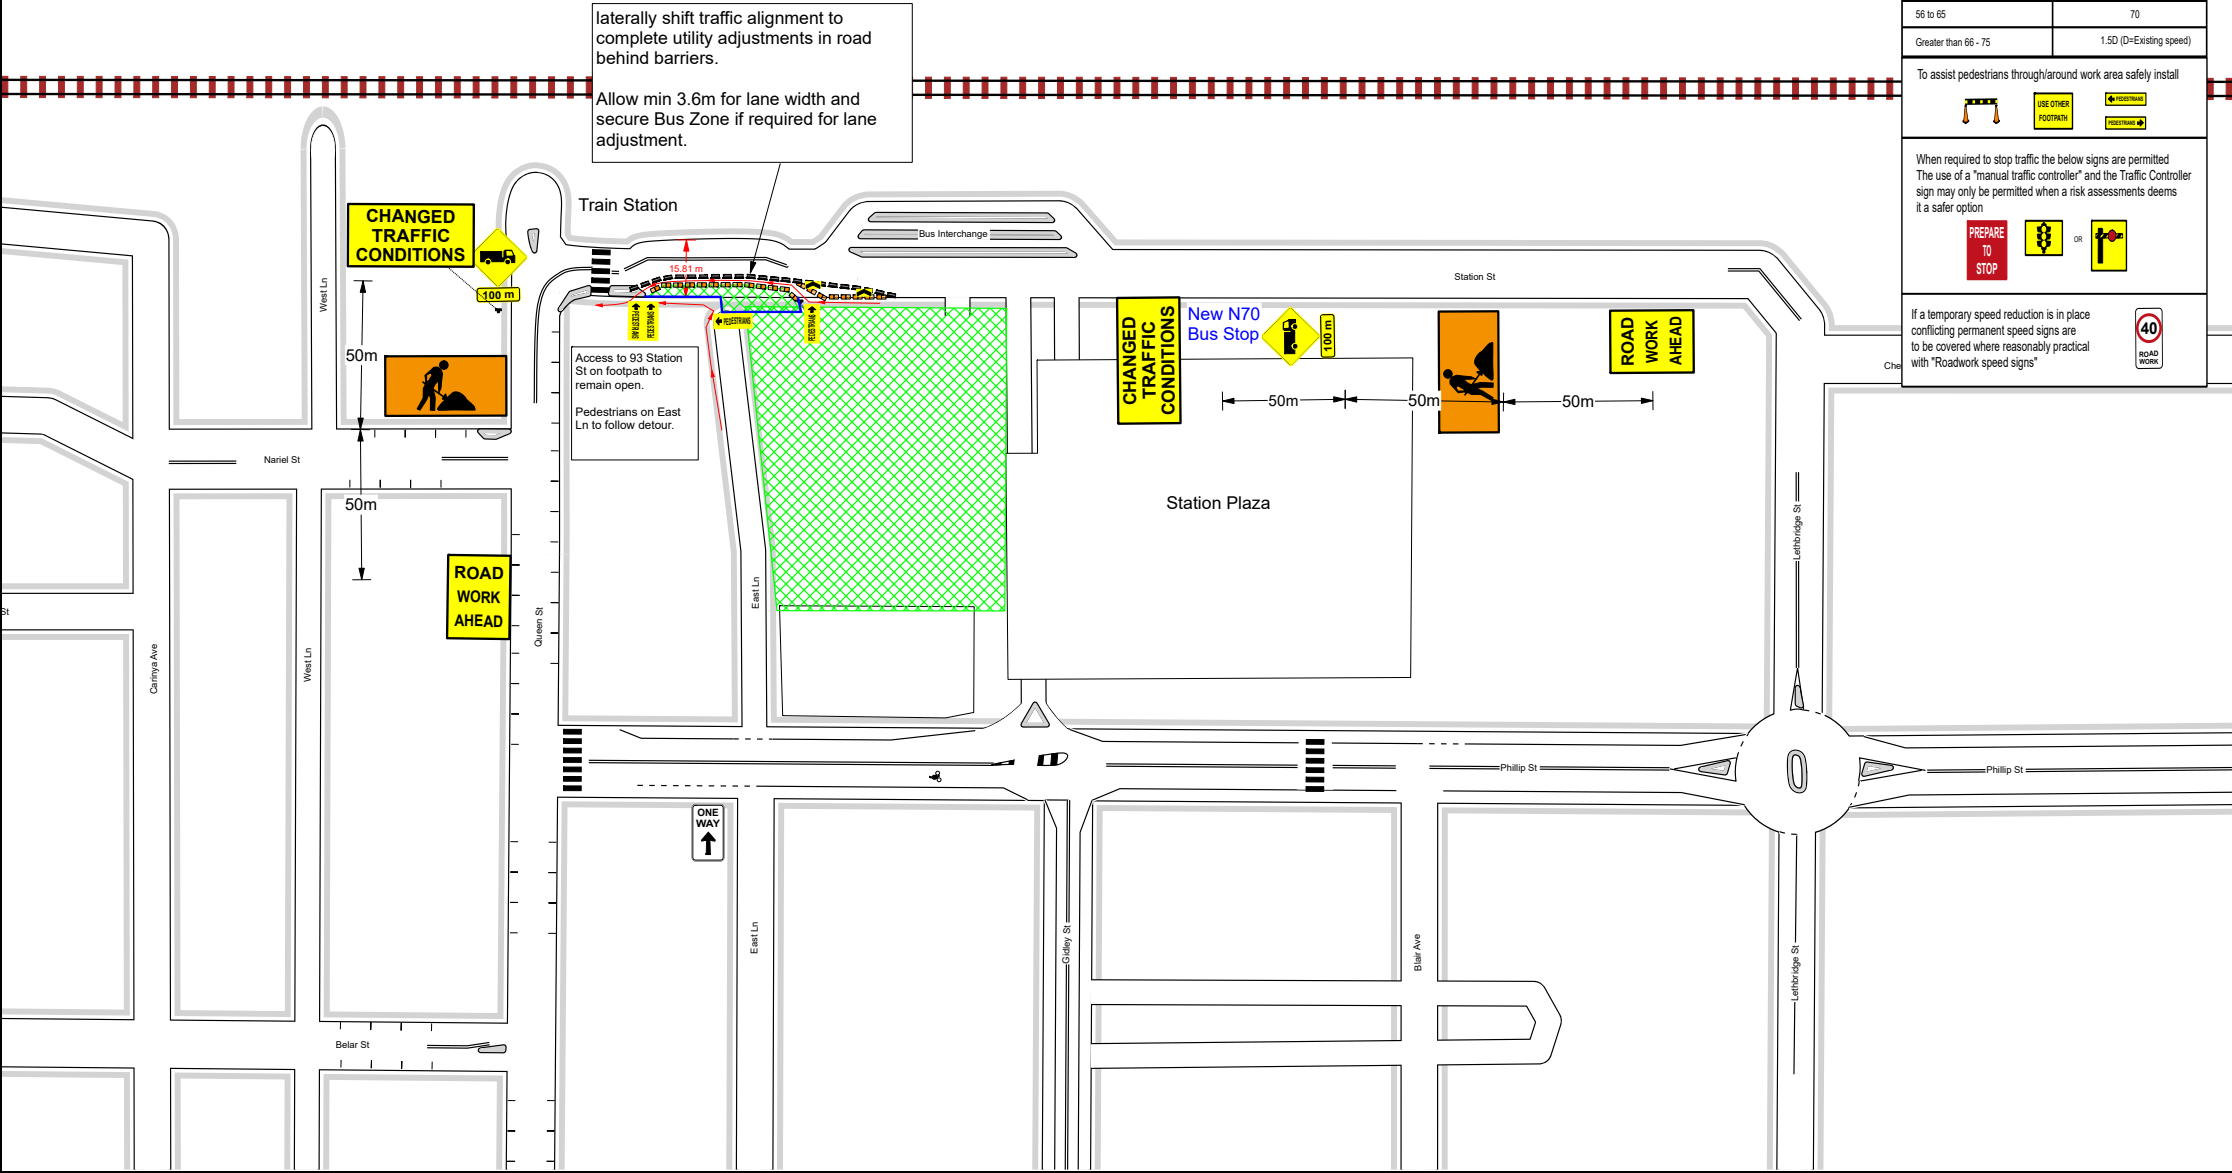 laterally shift traffic alignment to
complete utility adjustments in road
behind barriers.
Allow min 3.6m for lane width and
secure Bus Zone if required for lane
adjustment.
56 to 65
70
Greater than 66 - 75
1.5D (D=Existing speed)
To assist pedestrians through/around work area safely install
USE OTHER
FOOTPATH
PEDESTRIANS
PEDESTRIANS
When required to stop traffic the below signs are permitted
The use of a "manual traffic controller" and the Traffic Controller
sign may only be permitted when a risk assessments deems
it a safer option
PREPARE
TO
STOP
OR
If a temporary speed reduction is in place
conflicting permanent speed signs are
to be covered where reasonably practical
with "Roadwork speed signs"
40
ROAD
WORK
Train Station
CHANGED
TRAFFIC
CONDITIONS
100 m
West Ln
50m
Bus Interchange
15.81 m
Station St
PEDESTRIANS
PEDESTRIANS
PEDESTRIANS
PEDESTRIANS
CHANGED
TRAFFIC
CONDITIONS
New N70
Bus Stop
100 m
ROAD
WORK
AHEAD
Che
50m
50m
50m
Access to 93 Station
St on footpath to
remain open.
Pedestrians on East
Ln to follow detour.
Nariel St
50m
Station Plaza
Lethbridge St
ROAD
WORK
AHEAD
St
Carinya Ave
West Ln
Queen St
East Ln
Phillip St
Phillip St
ONE
WAY
East Ln
Gidley St
Blair Ave
Lethbridge St
Belar St